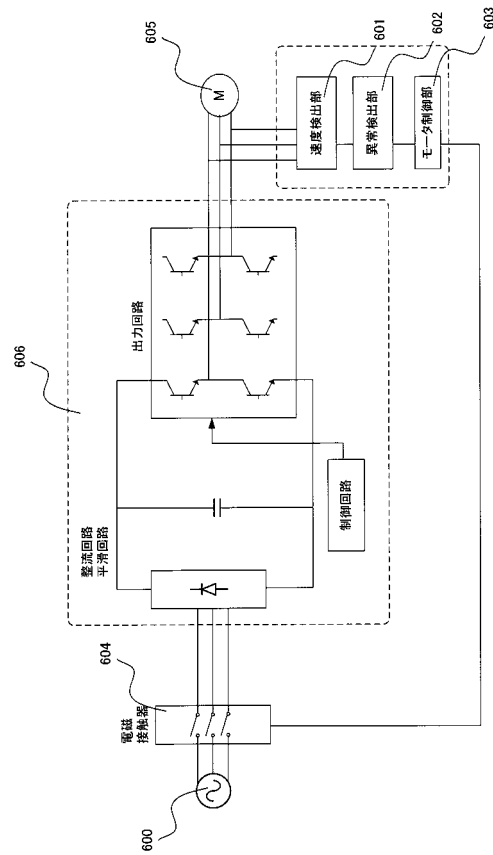 600
電磁
接触器
604
整流回路
平滑回路
制御回路
出力回路
606
M
605
速度検出部
601
異常検出部
602
モータ制御部
603